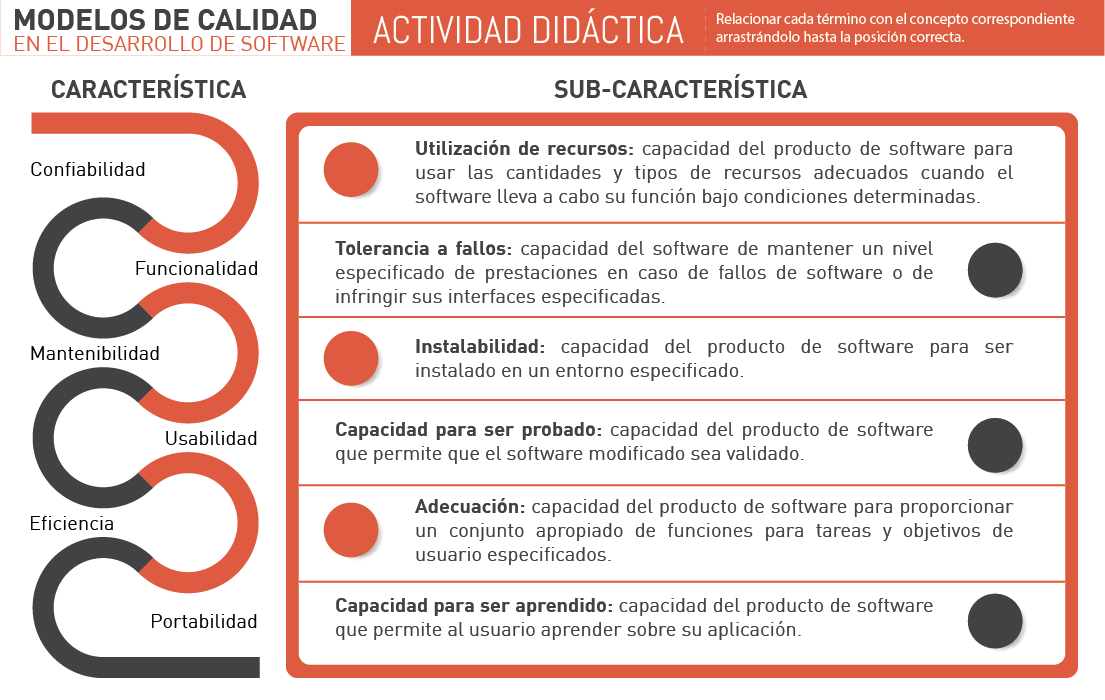 MODELOS DE CALIDAD
EN EL DESARROLLO DE SOFTWARE
ACTIVIDAD DIDÁCTICA
Relacionar cada término con el concepto correspondiente
arrastrándolo hasta la posición correcta.
CARACTERÍSTICA
Confiabilidad
Funcionalidad
Mantenibilidad
Usabilidad
Eficiencia
Portabilidad
SUB-CARACTERÍSTICA
Utilización de recursos: capacidad del producto de software para
usar las cantidades y tipos de recursos adecuados cuando el
software lleva a cabo su función bajo condiciones determinadas.
Tolerancia a fallos: capacidad del software de mantener un nivel
especificado de prestaciones en caso de fallos de software o de
infringir sus interfaces especificadas.
Instalabilidad: capacidad del producto de software para ser
instalado en un entorno especificado.
Capacidad para ser probado: capacidad del producto de software
que permite que el software modificado sea validado.
Adecuación: capacidad del producto de software para proporcionar
un conjunto apropiado de funciones para tareas y objetivos de
usuario especificados.
Capacidad para ser aprendido: capacidad del producto de software
que permite al usuario aprender sobre su aplicación.